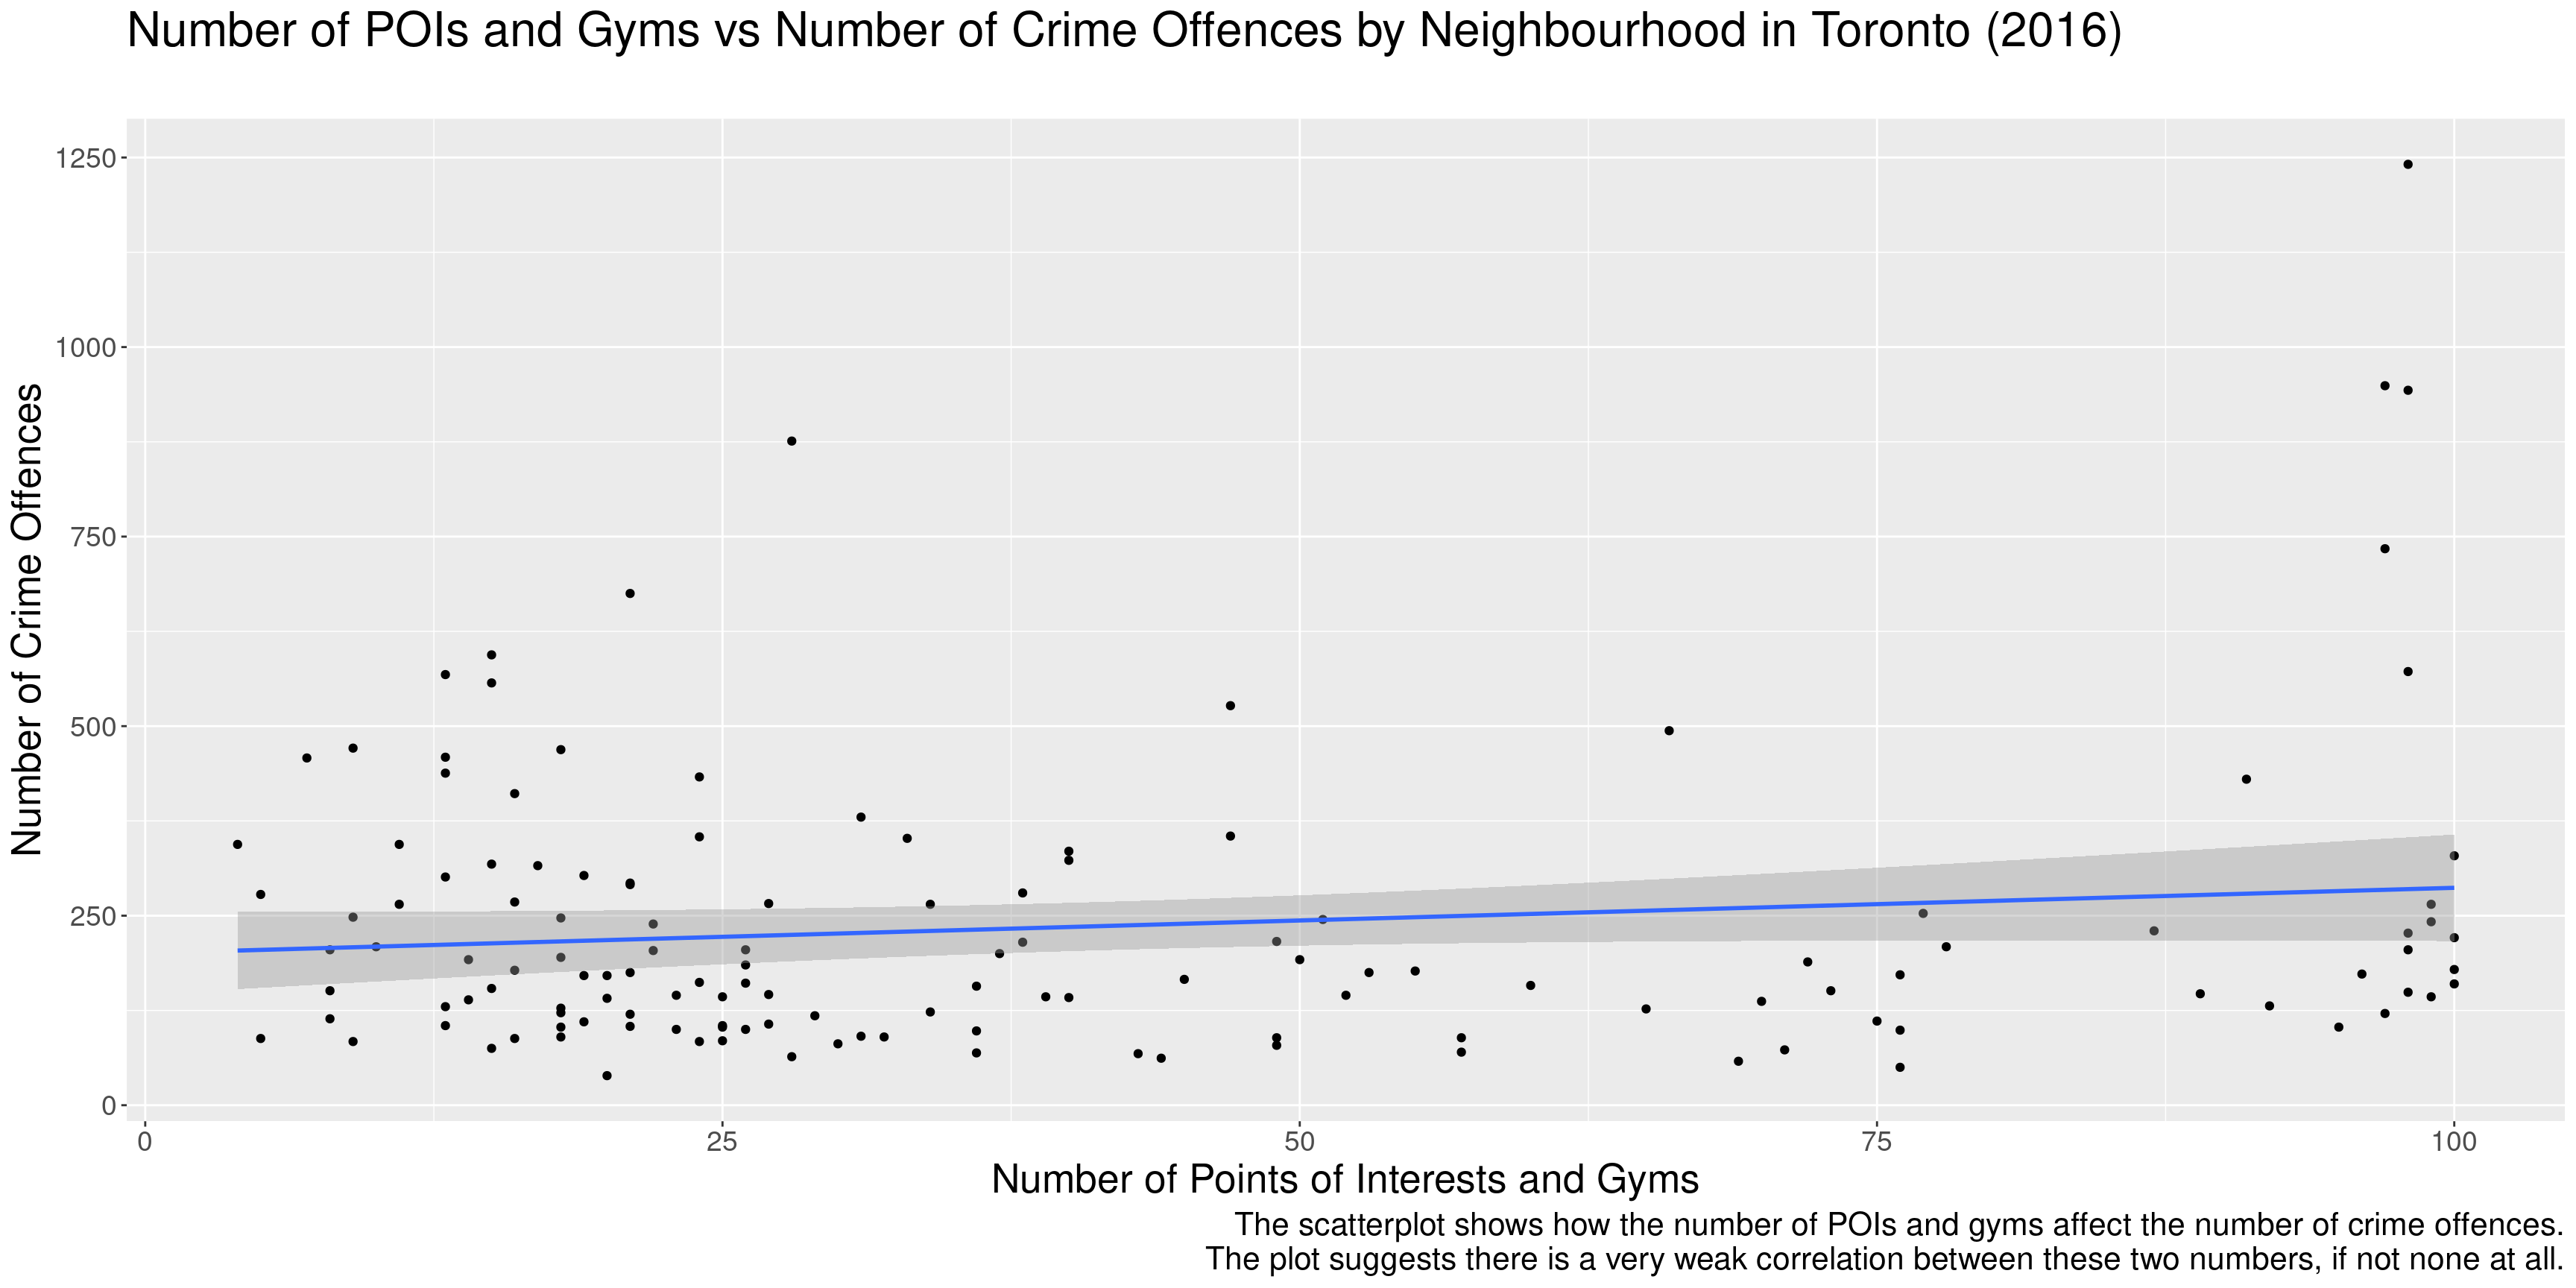 Number of POIs and Gyms vs Number of Crime Offences by Neighbourhood in Toronto (2016)
1250
1000
750
500
250
0
Number of Crime Offences
0 25 50 75 100
Number of Points of Interests and Gyms
The scatterplot shows how the number of POIs and gyms affect the number of crime offences.
The plot suggests there is a very weak correlation between these two numbers, if not none at all.